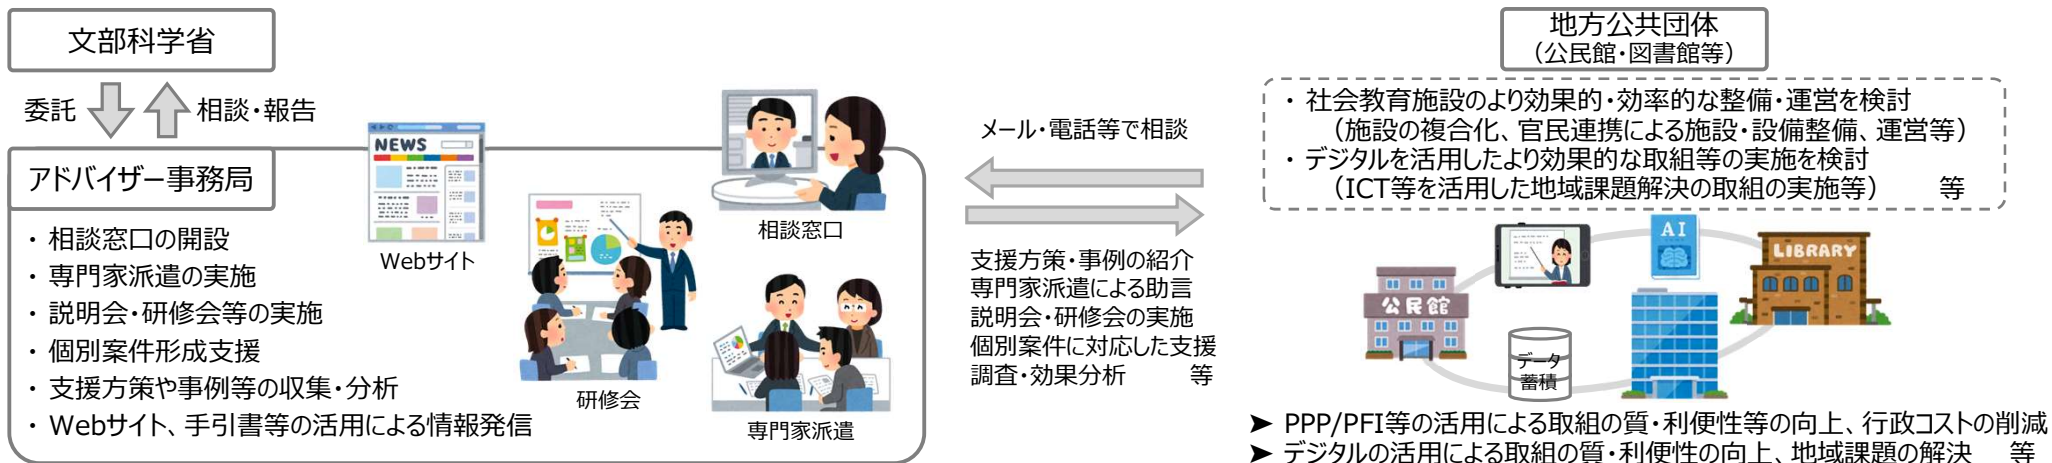 文部科学省
委託
相談・報告
アドバイザー事務局
・ 相談窓口の開設
・ 専門家派遣の実施
・ 説明会・研修会等の実施
・ 個別案件形成支援
・ 支援方策や事例等の収集・分析
・ Webサイト、手引書等の活用による情報発信
NEWS
Webサイト
研修会
相談窓口
専門家派遣
メール・電話等で相談
支援方策・事例の紹介
専門家派遣による助言
説明会・研修会の実施
個別案件に対応した支援
調査・効果分析 等
地方公共団体
（公民館・図書館等）
・ 社会教育施設のより効果的・効率的な整備・運営を検討
（施設の複合化、官民連携による施設・設備整備、運営等）
・ デジタルを活用したより効果的な取組等の実施を検討
（ICT等を活用した地域課題解決の取組の実施等） 等
AI
LIBRARY
公民館
データ
蓄積
➤ PPP/PFI等の活用による取組の質・利便性等の向上、行政コストの削減
➤ デジタルの活用による取組の質・利便性の向上、地域課題の解決 等